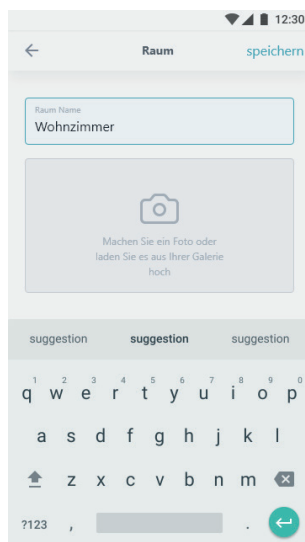 12:30
Raum
speichern
Raum Name
Wohnzimmer
Machen Sie ein Foto oder
laden Sie es aus Ihrer Galerie
hoch
suggestion suggestion suggestion
1 2 3 4 5 6 7 8 9 0
q w e r t y u i o p
a s d f g h j k l
z x c v b n m
?123 , .